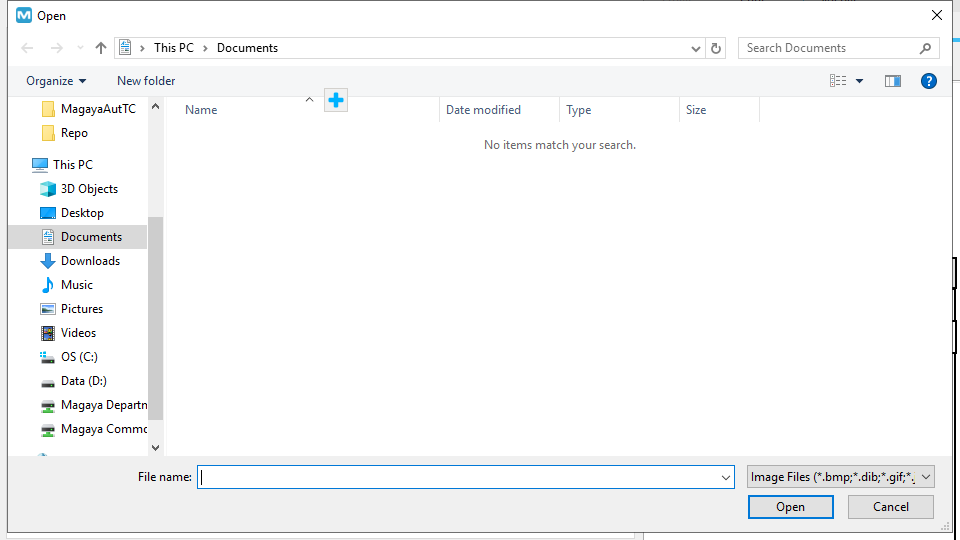 Open
This PC > Documents
Search Documents
Organize
New folder
Name
Date modified
Type
Size
No items match your search.
MagayaAutTC
Repo
This PC
3D Objects
Desktop
Documents
Downloads
Music
Pictures
Videos
OS (C:)
Data (D:)
Magaya Departn
Magaya Commo
File name:
Image Files (*.bmp;*.dib;*.gif;*.
Open
Cancel